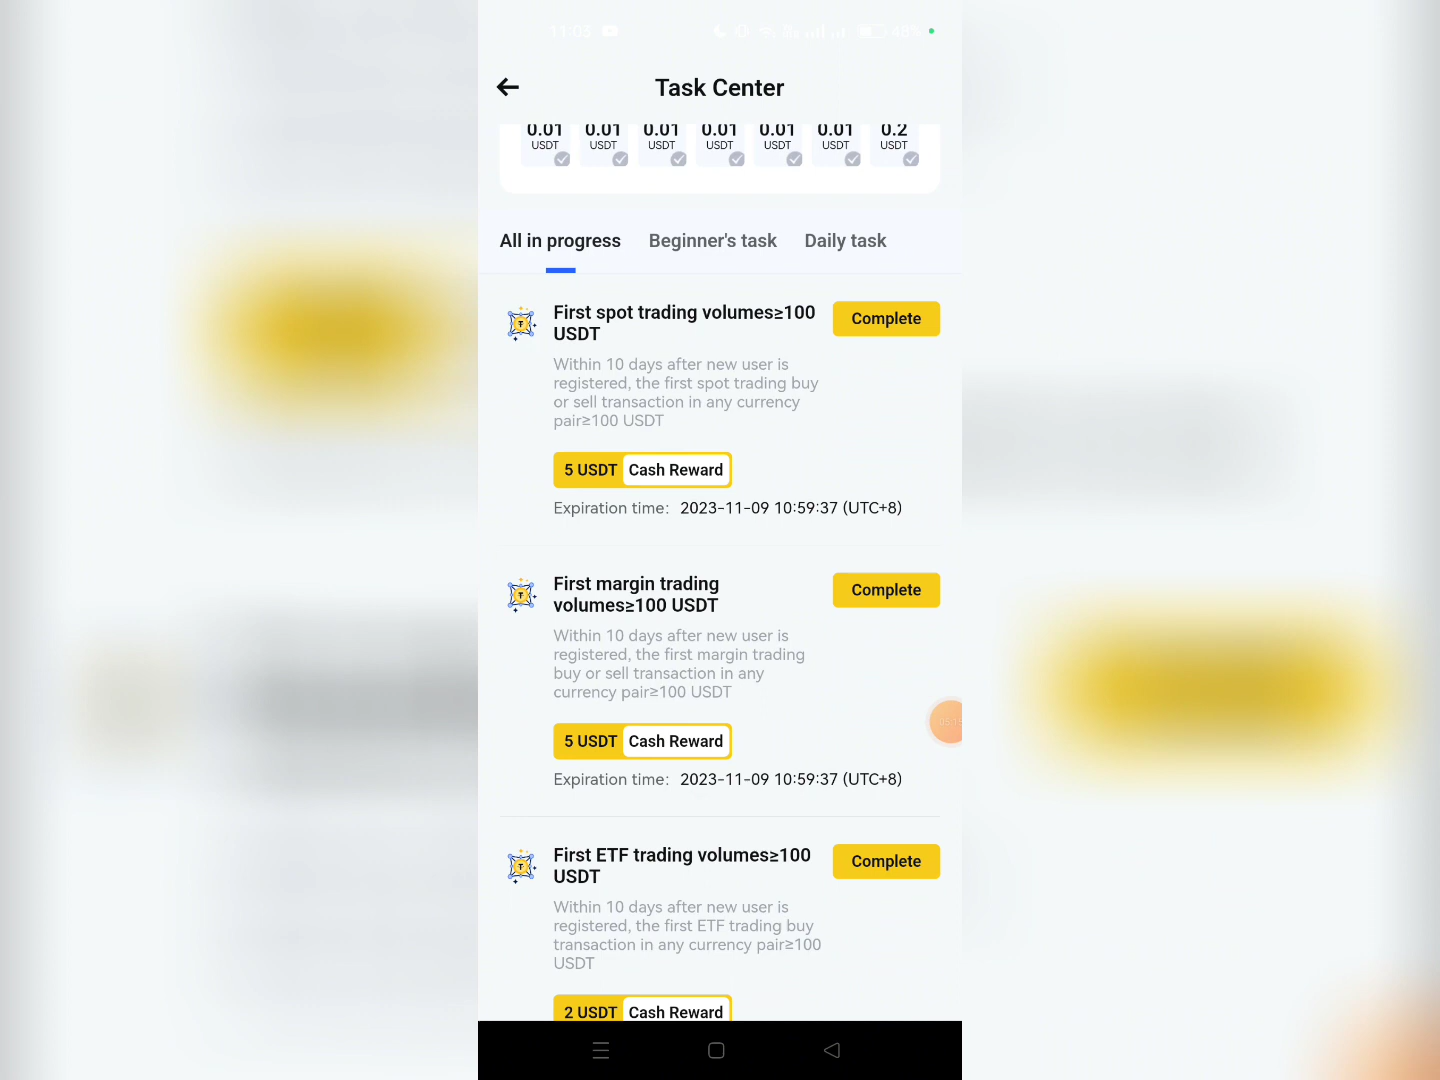 11:03
48%
Task Center
0.01 0.01 0.01 0.01 0.01 0.01 0.2
USDT USDT USDT USDT USDT USDT USDT
All in progress Beginner's task Daily task
First spot trading volumes≥100
USDT
Complete
Within 10 days after new user is
registered, the first spot trading buy
or sell transaction in any currency
pair≥100 USDT
5 USDT Cash Reward
Expiration time: 2023-11-09 10:59:37 (UTC+8)
First margin trading
volumes≥100 USDT
Complete
Within 10 days after new user is
registered, the first margin trading
buy or sell transaction in any
currency pair≥100 USDT
5 USDT Cash Reward
Expiration time: 2023-11-09 10:59:37 (UTC+8)
First ETF trading volumes≥100
USDT
Complete
Within 10 days after new user is
registered, the first ETF trading buy
transaction in any currency pair≥100
USDT
2 USDT Cash Reward